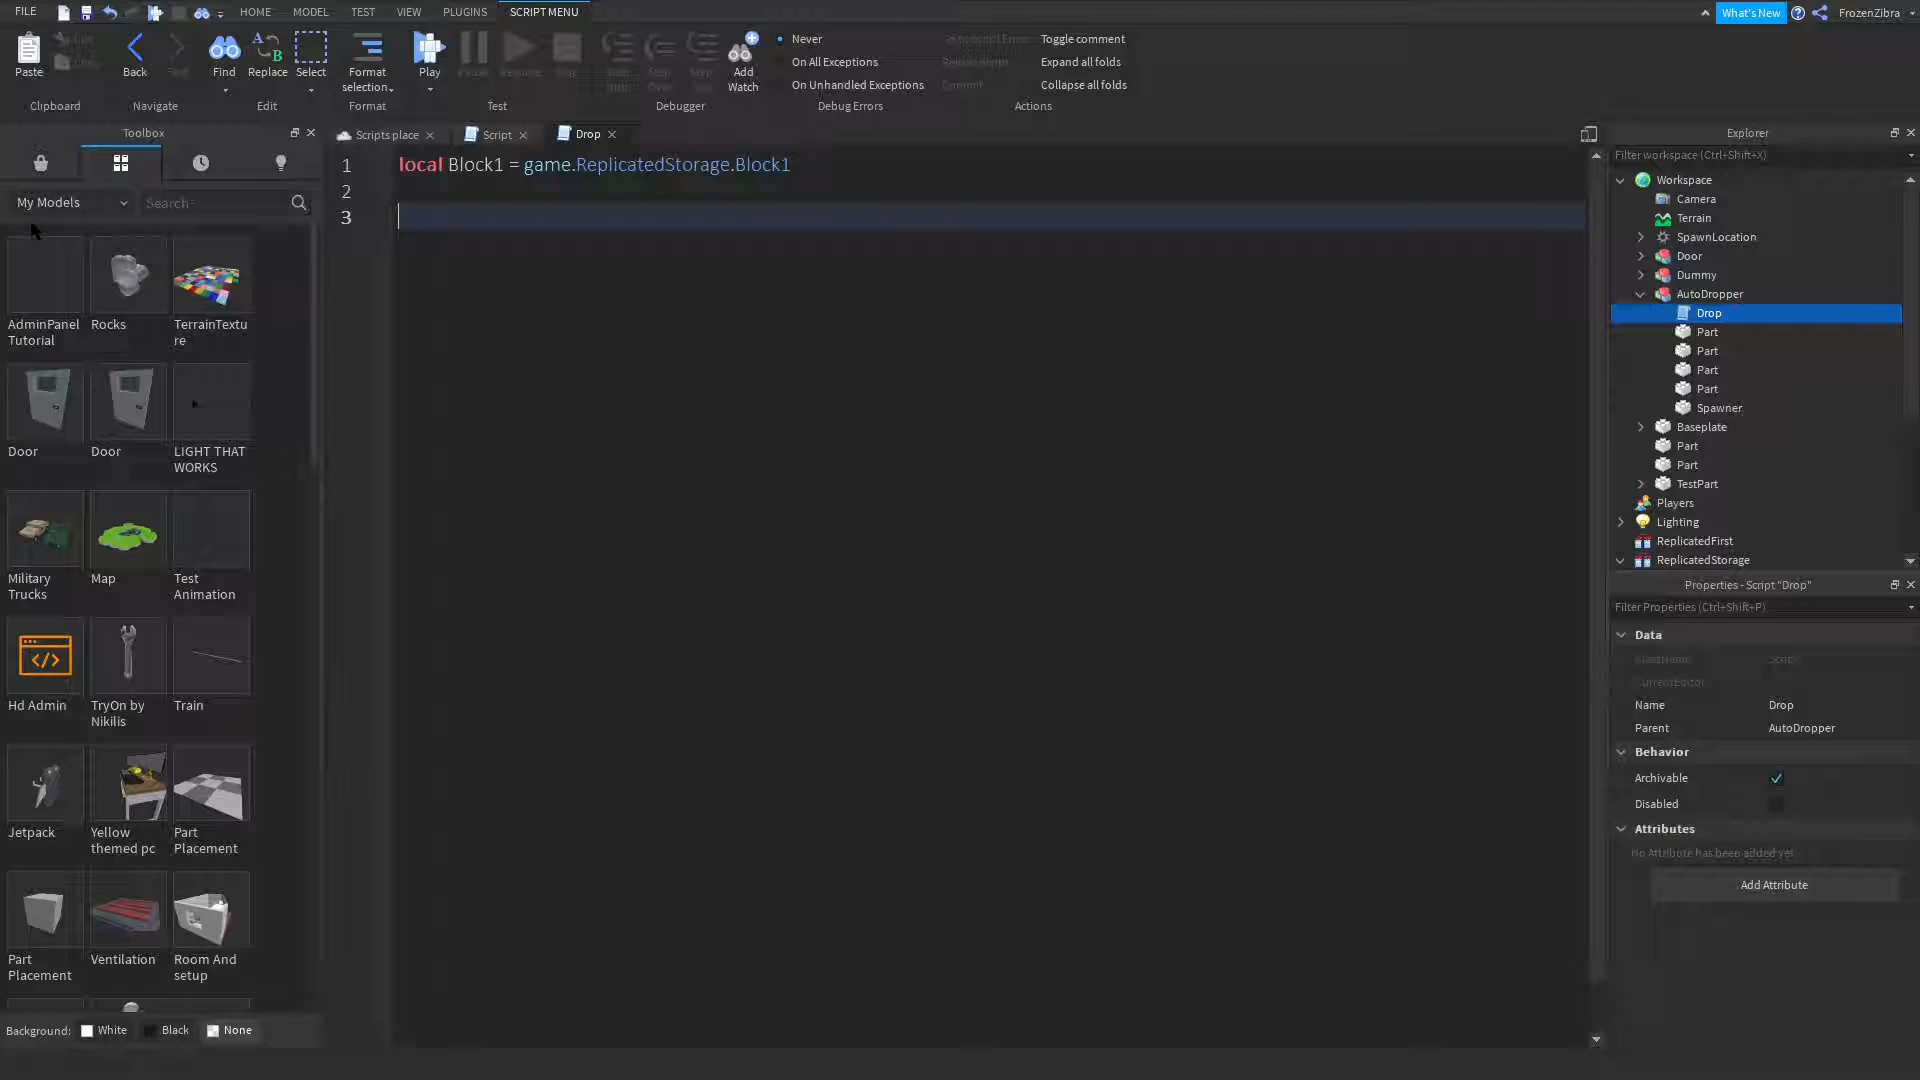 FILE
HOME
MODEL
TEST
VIEW
PLUGINS
SCRIPT MENU
What's New
FrozenZibra
Paste
Back
Find
Replace
Select
Format
selection
Play
Add
Watch
Never
On All Exceptions
On Unhandled Exceptions
Toggle comment
Expand all folds
Collapse all folds
Clipboard
Navigate
Edit
Format
Test
Debugger
Debug Errors
Actions
Toolbox
Scripts place
Script
Drop
My Models
Search
AdminPanel
Tutorial
Rocks
TerrainTextu
re
Door
Door
LIGHT THAT
WORKS
Military
Trucks
Map
Test
Animation
Hd Admin
TryOn by
Nikilis
Train
Jetpack
Yellow
themed pc
Part
Placement
Part
Placement
Ventilation
Room And
setup
Background:
White
Black
None
1 local Block1 = game.ReplicatedStorage.Block1
2
3
Explorer
Filter workspace (Ctrl+Shift+X)
Workspace
Camera
Terrain
SpawnLocation
Door
Dummy
AutoDropper
Drop
Part
Part
Part
Part
Spawner
Baseplate
Part
Part
TestPart
Players
Lighting
ReplicatedFirst
ReplicatedStorage
Properties - Script "Drop"
Filter Properties (Ctrl+Shift+P)
Data
ClassName Script
CurrentEditor
Name Drop
Parent AutoDropper
Behavior
Archivable
Disabled
Attributes
No Attribute has been added yet
Add Attribute